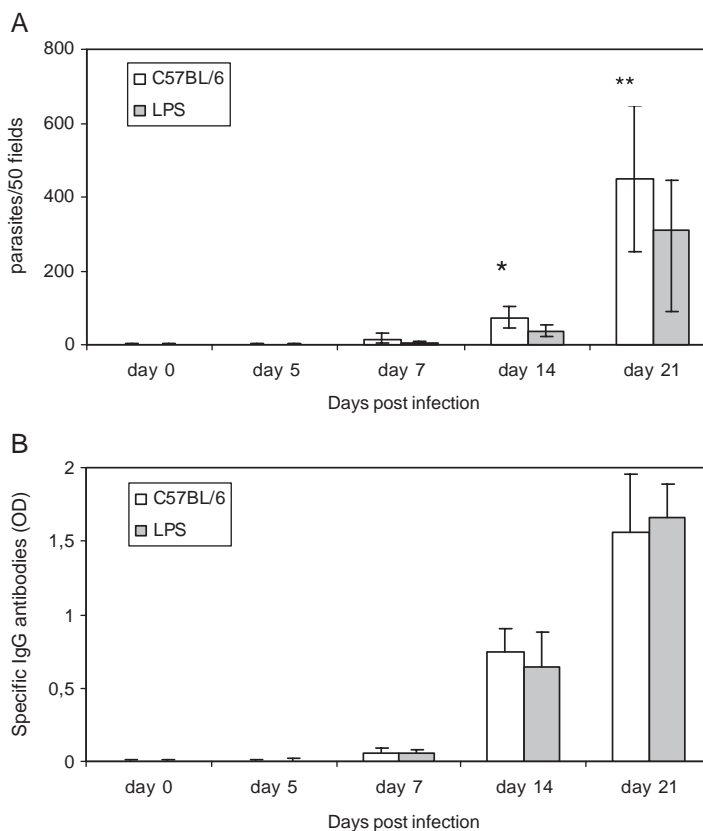 A
parasites/50 fields
800
600
400
200
0
C57BL/6
LPS
*
**
day 0 day 5 day 7 day 14 day 21
Days post infection
B
Specific IgG antibodies (OD)
2
1,5
1
0,5
0
C57BL/6
LPS
day 0 day 5 day 7 day 14 day 21
Days post infection